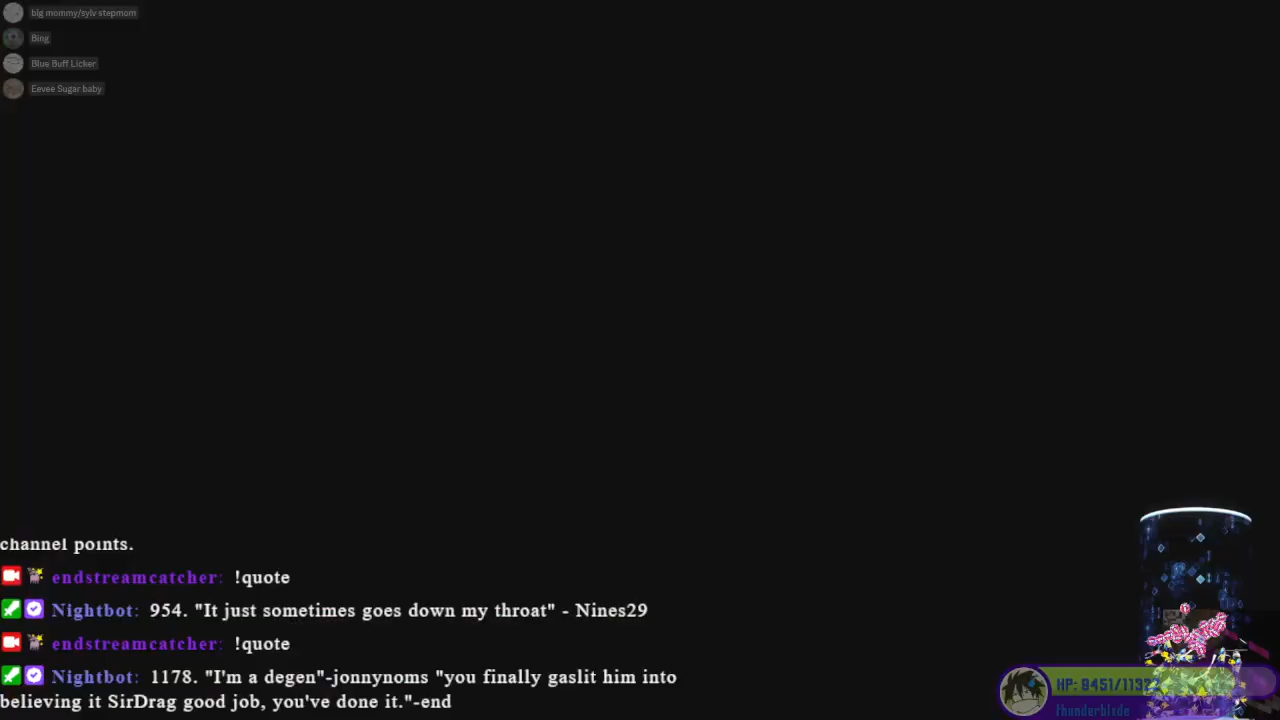 big mommy/sylv stepmom
Bing
Blue Buff Licker
Eevee Sugar baby
channel points.
endstreamcatcher: !quote
Nightbot: 954. "It just sometimes goes down my throat" - Nines29
endstreamcatcher: !quote
Nightbot: 1178. "I'm a degen"-jonnynoms "you finally gaslit him into
believing it SirDrag good job, you've done it."-end
HP: 9451/11322
thunderblxde